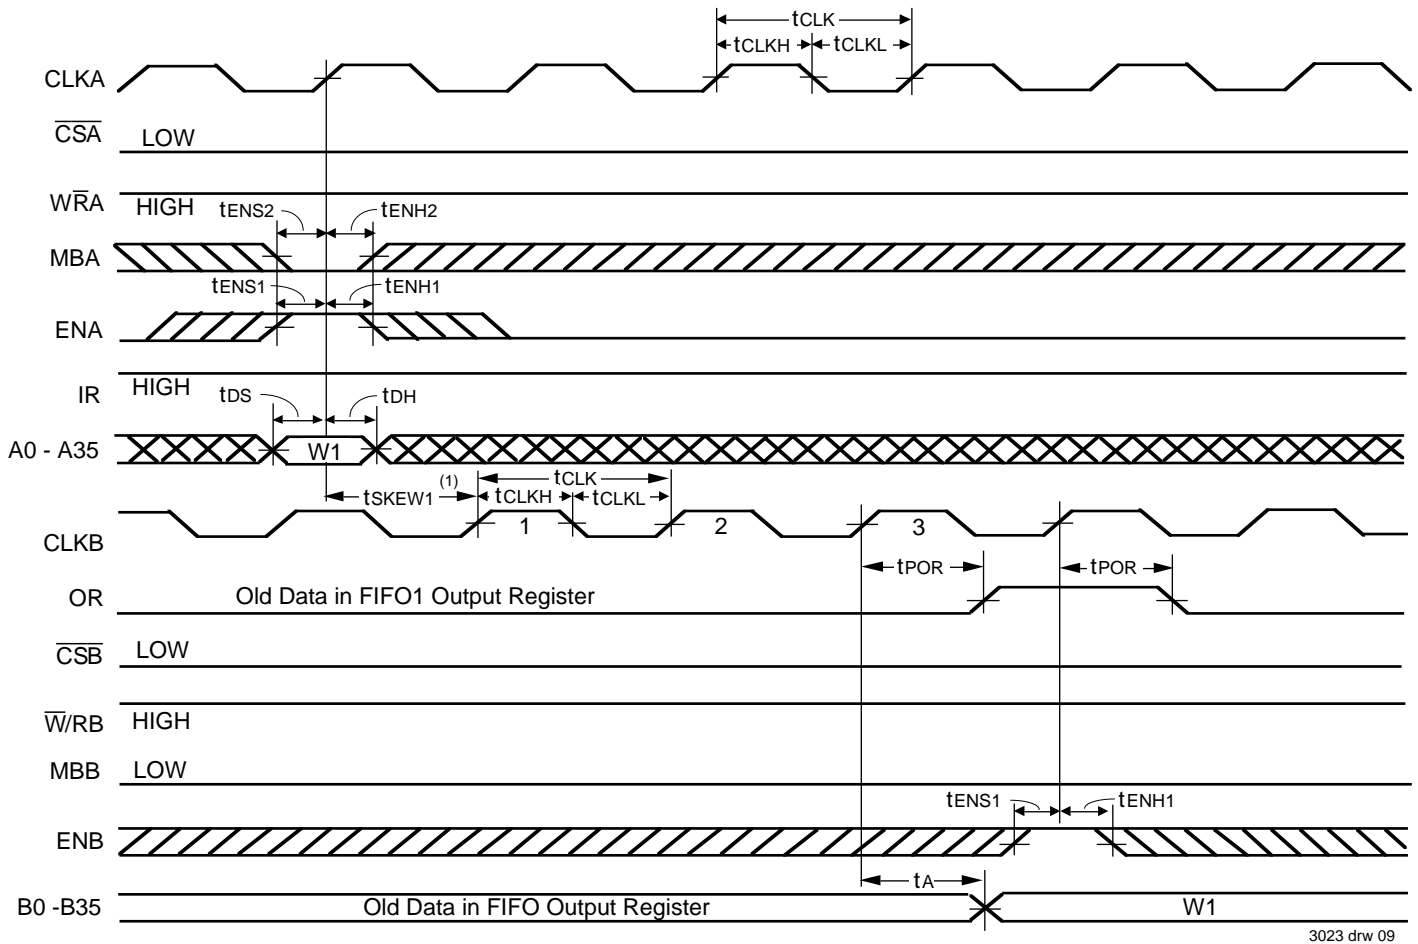 tCLK
tCLKH tCLKL
CLKA
CSA LOW
WRA HIGH
tENS2 tENH2
MBA
tENS1 tENH1
ENA
IR HIGH
tDS tDH
A0 - A35 W1
tSKEW1 (1) tCLK
tCLKH tCLKL
CLKB 1 2 3
tPOR tPOR
OR Old Data in FIFO1 Output Register
CSB LOW
W/RB HIGH
MBB LOW
tENS1 tENH1
ENB
tA
B0 -B35 Old Data in FIFO Output Register W1
3023 drw 09